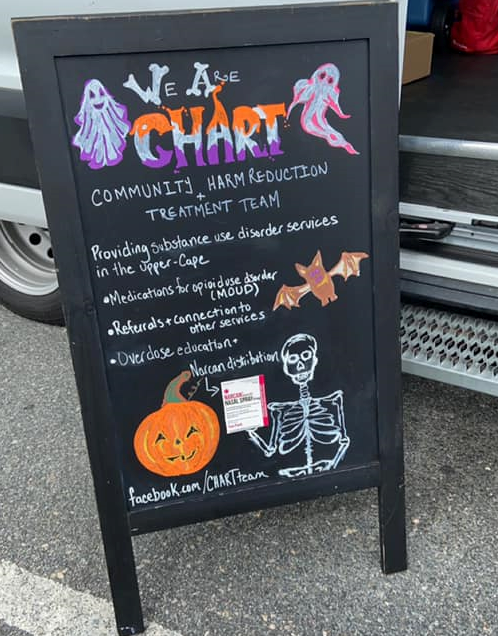 We Are
CHART
COMMUNITY HARM REDUCTION
+
TREATMENT TEAM
Providing substance use disorder services
in the Upper-Cape
•Medications for opioid use disorder
(MOUD)
•Referrals + connection to
other services
•Overdose education +
Narcan distribution
NARCAN
NASAL SPRAY
facebook.com/CHARTteam